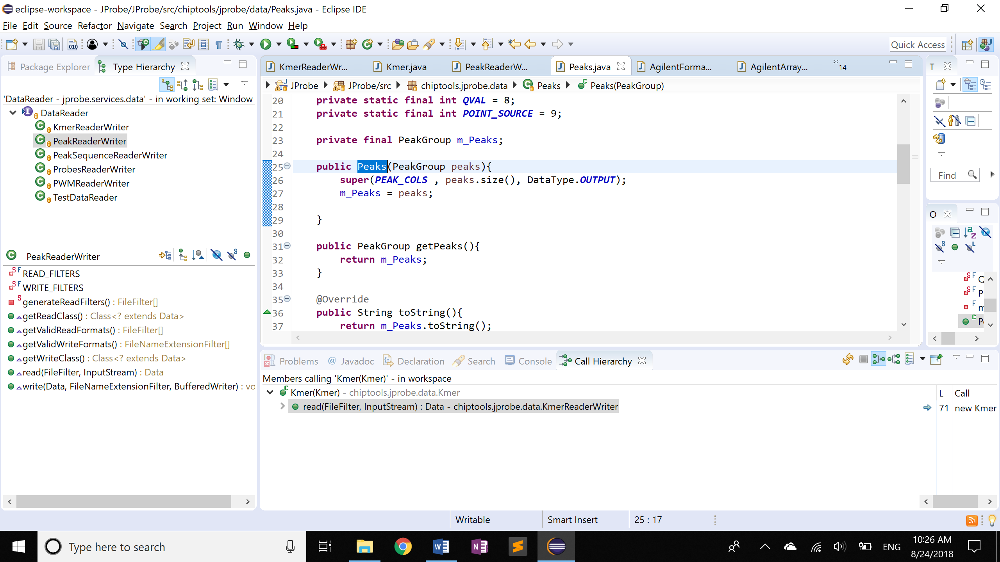 eclipse-workspace - JProbe/JProbe/src/chiptools/jprobe/data/Peaks.java - Eclipse IDE
File Edit Source Refactor Navigate Search Project Run Window Help
Quick Access
Package Explorer Type Hierarchy
'DataReader - jprobe.services.data' - in working set: Window
DataReader
KmerReaderWriter
PeakReaderWriter
PeakSequenceReaderWriter
ProbesReaderWriter
PWMReaderWriter
TestDataReader
PeakReaderWriter
READ_FILTERS
WRITE_FILTERS
generateReadFilters() : FileFilter[]
getReadClass() : Class<? extends Data>
getValidReadFormats() : FileFilter[]
getValidWriteFormats() : FileNameExtensionFilter[]
getWriteClass() : Class<? extends Data>
read(FileFilter, InputStream) : Data
write(Data, FileNameExtensionFilter, BufferedWriter) : vo
KmerReaderWr... Kmer.java PeakReaderW... Peaks.java AgilentForma... AgilentArray... »14
JProbe JProbe/src chiptools.jprobe.data Peaks Peaks(PeakGroup)
20 private static final int QVAL = 8;
21 private static final int POINT_SOURCE = 9;
22
23 private final PeakGroup m_Peaks;
24
25 public Peaks(PeakGroup peaks){
26 super(PEAK_COLS , peaks.size(), DataType.OUTPUT);
27 m_Peaks = peaks;
28
29 }
30
31 public PeakGroup getPeaks(){
32 return m_Peaks;
33 }
34
35 @Override
36 public String toString(){
37 return m_Peaks.toString();
T
Find
O
Q
P
m
P
Problems @ Javadoc Declaration Search Console Call Hierarchy
Members calling 'Kmer(Kmer)' - in workspace
Kmer(Kmer) - chiptools.jprobe.data.Kmer
read(FileFilter, InputStream) : Data - chiptools.jprobe.data.KmerReaderWriter
L Call
71 new Kmer
Writable Smart Insert 25 : 17
Type here to search
ENG
10:26 AM
8/24/2018